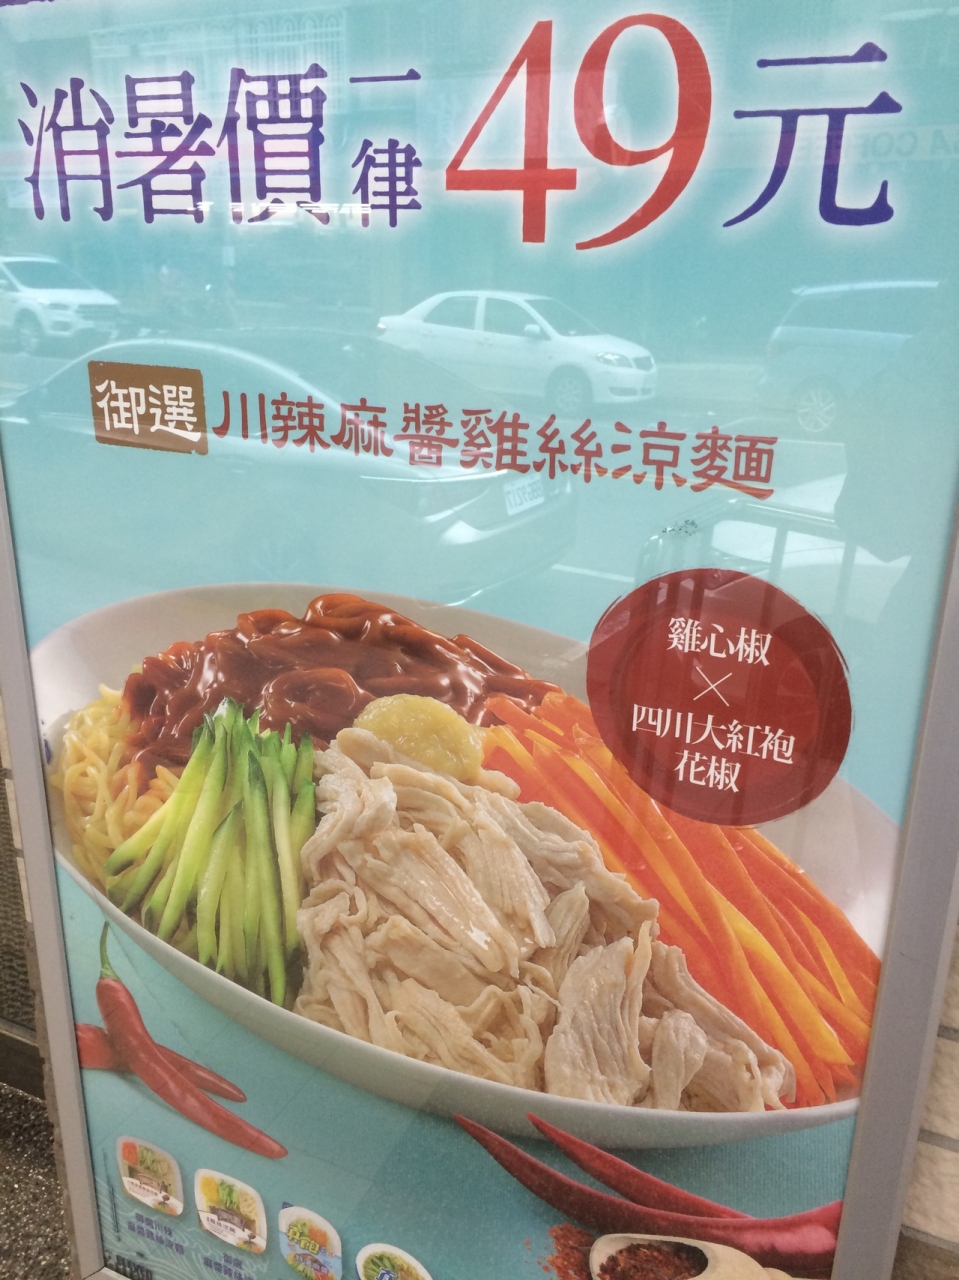 消暑價一律49元
御選 川辣麻醬雞絲涼麵
雞心椒
×
四川大紅袍
花椒